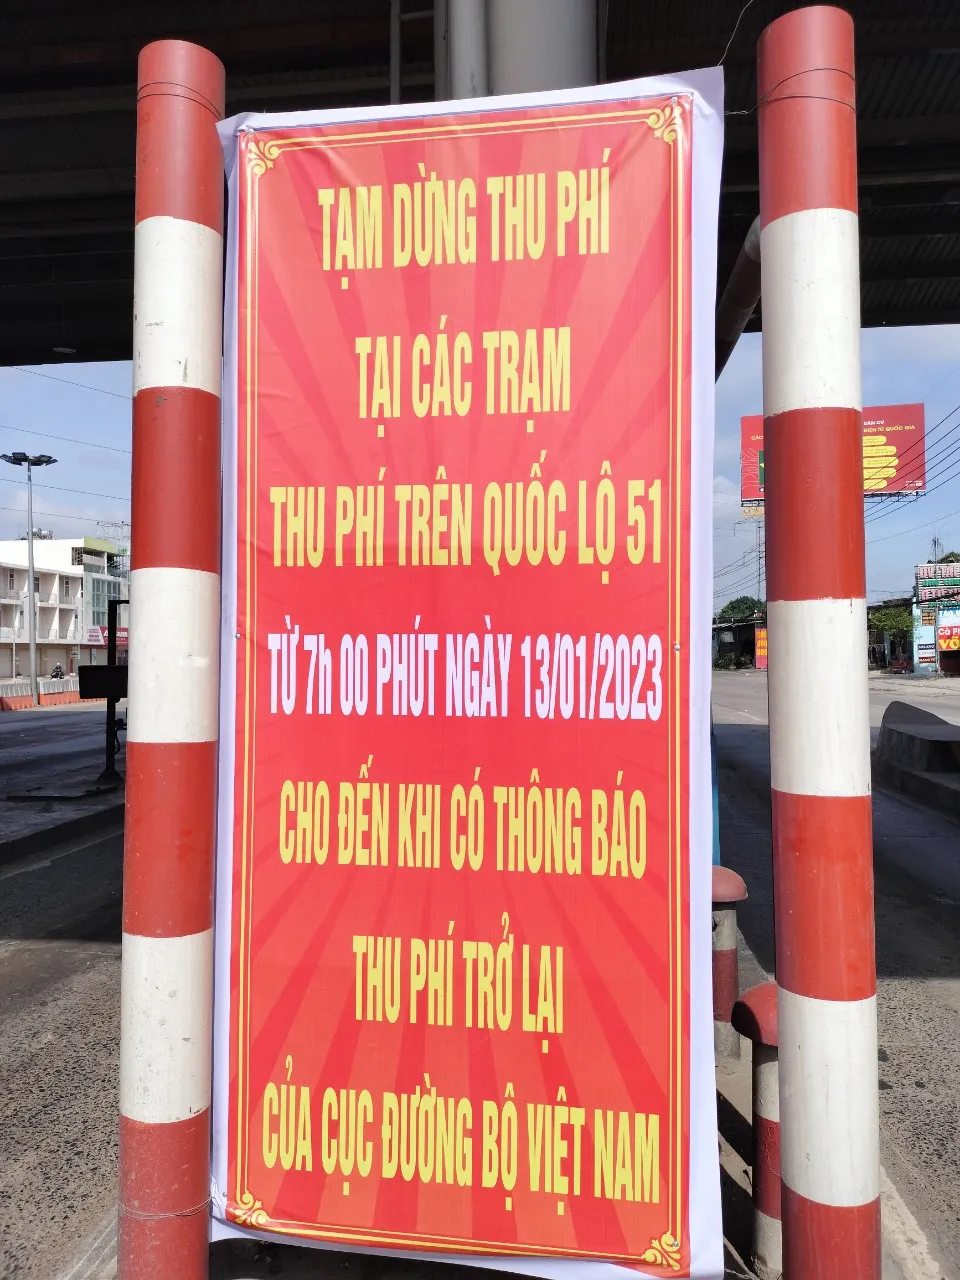 TẠM DỪNG THU PHÍ
TẠI CÁC TRẠM
THU PHÍ TRÊN QUỐC LỘ 51
TỪ 7h 00 PHÚT NGÀY 13/01/2023
CHO ĐẾN KHI CÓ THÔNG BÁO
THU PHÍ TRỞ LẠI
CỦA CỤC ĐƯỜNG BỘ VIỆT NAM